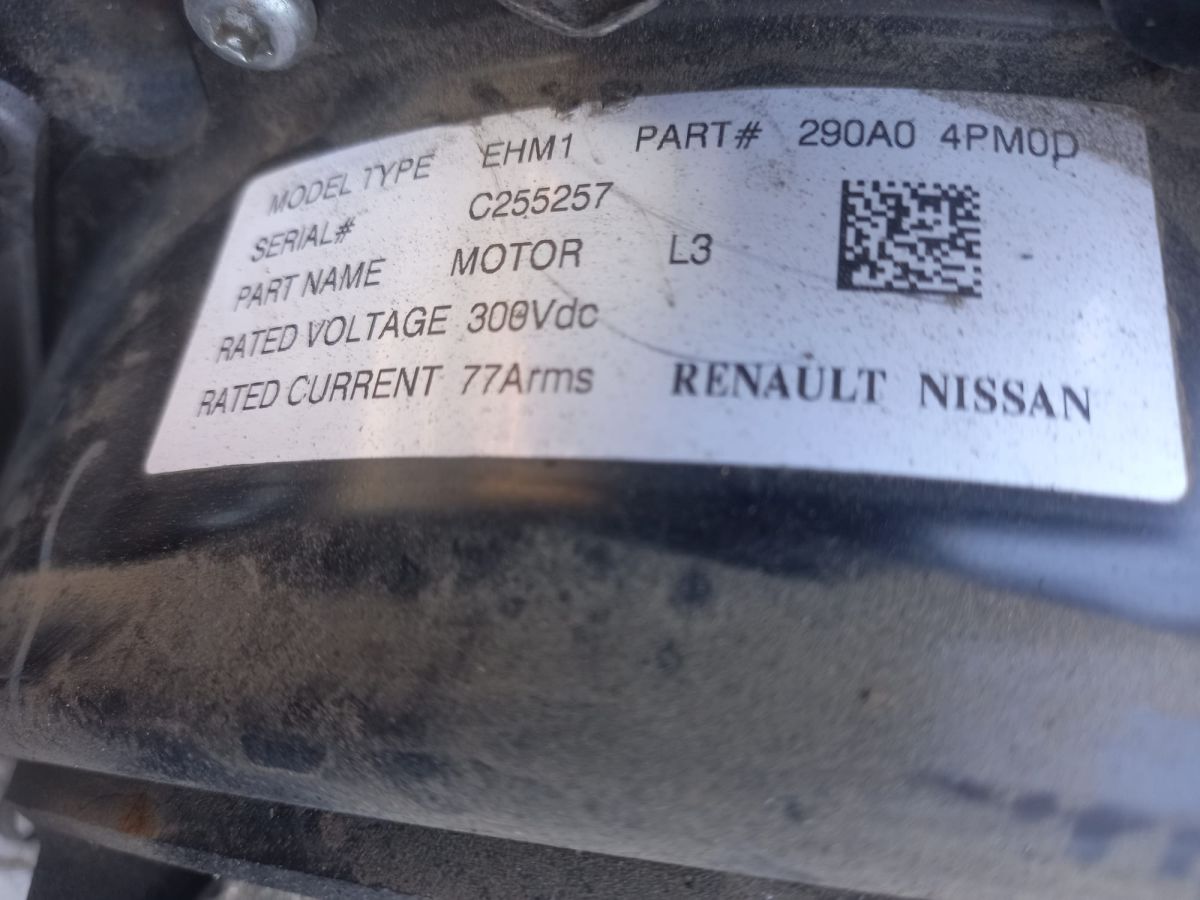 MODEL TYPE EHM1 PART# 290A0 4PM0D
SERIAL# C255257
PART NAME MOTOR L3
RATED VOLTAGE 300Vdc
RATED CURRENT 77Arms RENAULT NISSAN